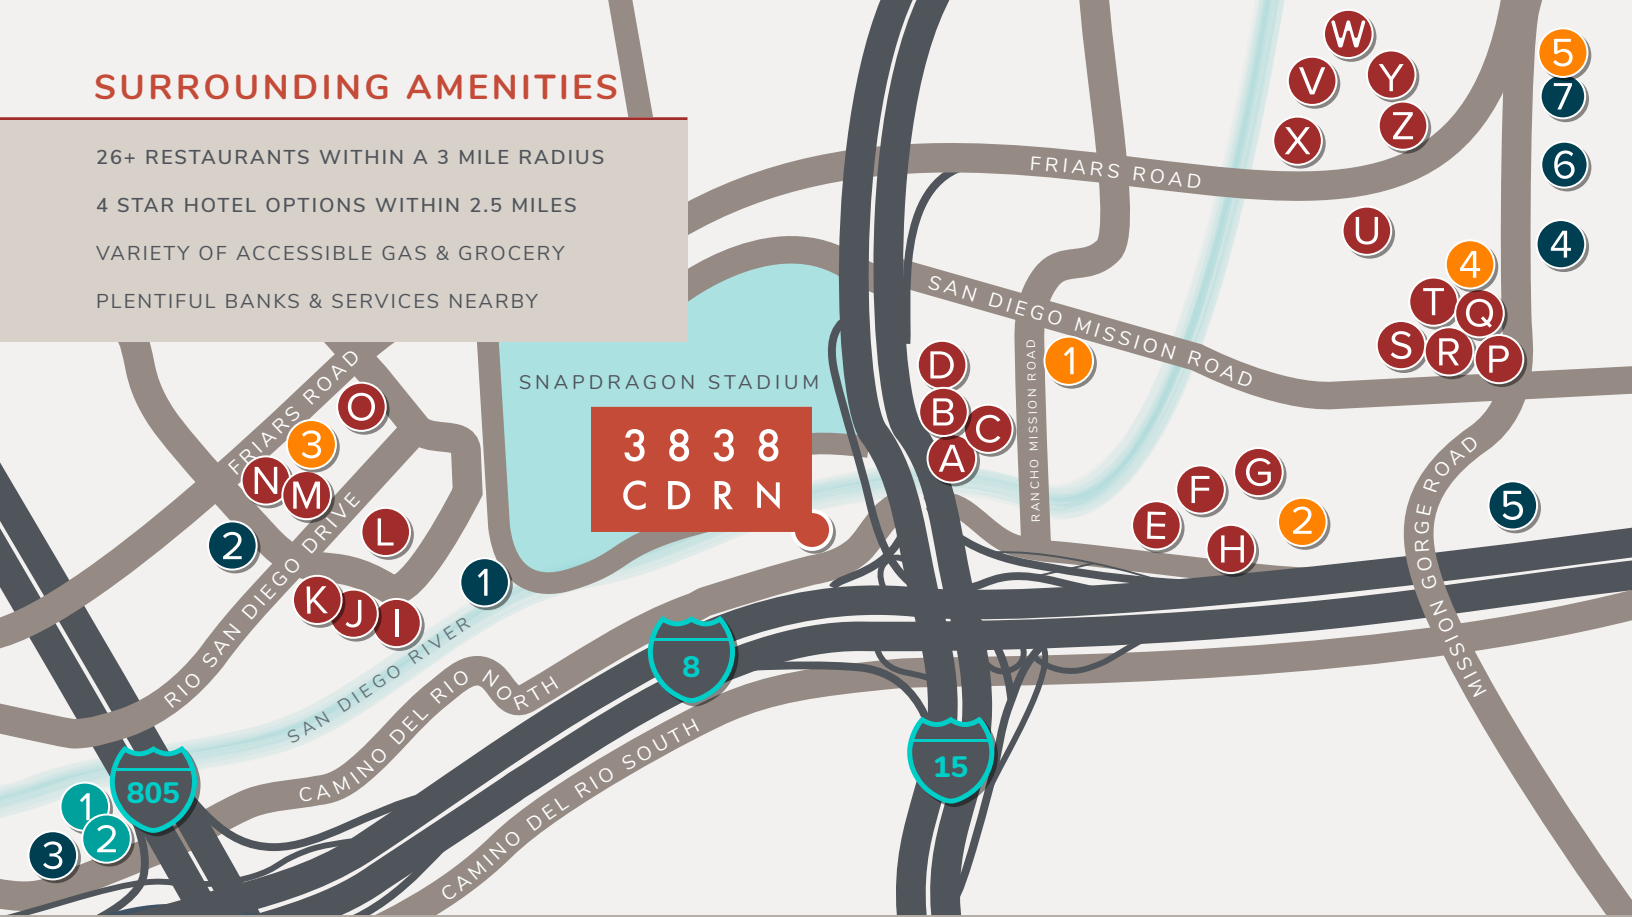 SURROUNDING AMENITIES
26+ RESTAURANTS WITHIN A 3 MILE RADIUS
4 STAR HOTEL OPTIONS WITHIN 2.5 MILES
VARIETY OF ACCESSIBLE GAS & GROCERY
PLENTIFUL BANKS & SERVICES NEARBY
W
V
Y
X
Z
5
7
6
4
FRIARS ROAD
U
4
T
Q
S
R
P
SAN DIEGO MISSION ROAD
RANCHO MISSION ROAD
1
D
B
C
A
SNAPDRAGON STADIUM
3838
CDRN
FRIARS ROAD
O
3
N
M
L
2
K
J
I
1
RIO SAN DIEGO DRIVE
SAN DIEGO RIVER
E
F
G
H
2
5
MISSION GORGE ROAD
8
15
805
CAMINO DEL RIO NORTH
CAMINO DEL RIO SOUTH
1
2
3